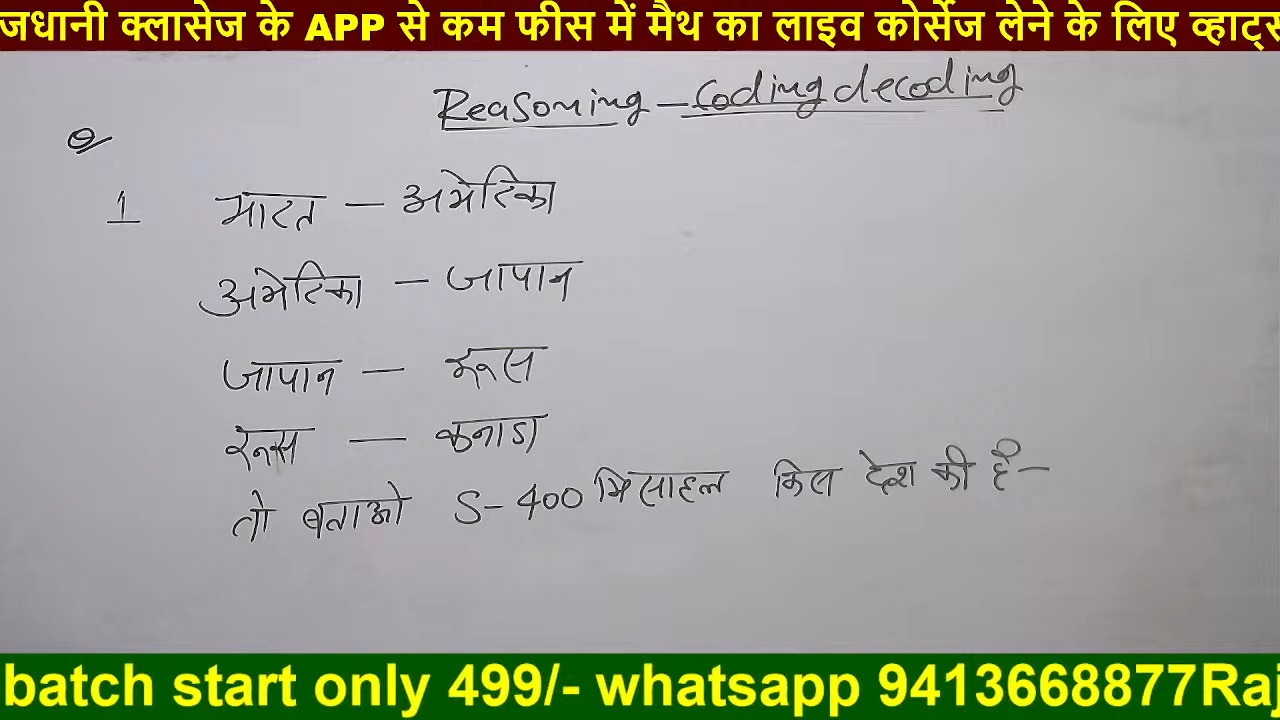 जधानी क्लासेज के APP से कम फीस में मैथ का लाइव कोर्सेज लेने के लिए व्हाट्स
Reasoning – Coding decoding
Q
1 भारत – अमेरिका
अमेरिका – जापान
जापान – रूस
रूस – कनाडा
तो बताओ S-400 मिसाइल किस देश की है –
batch start only 499/- whatsapp 9413668877Raj